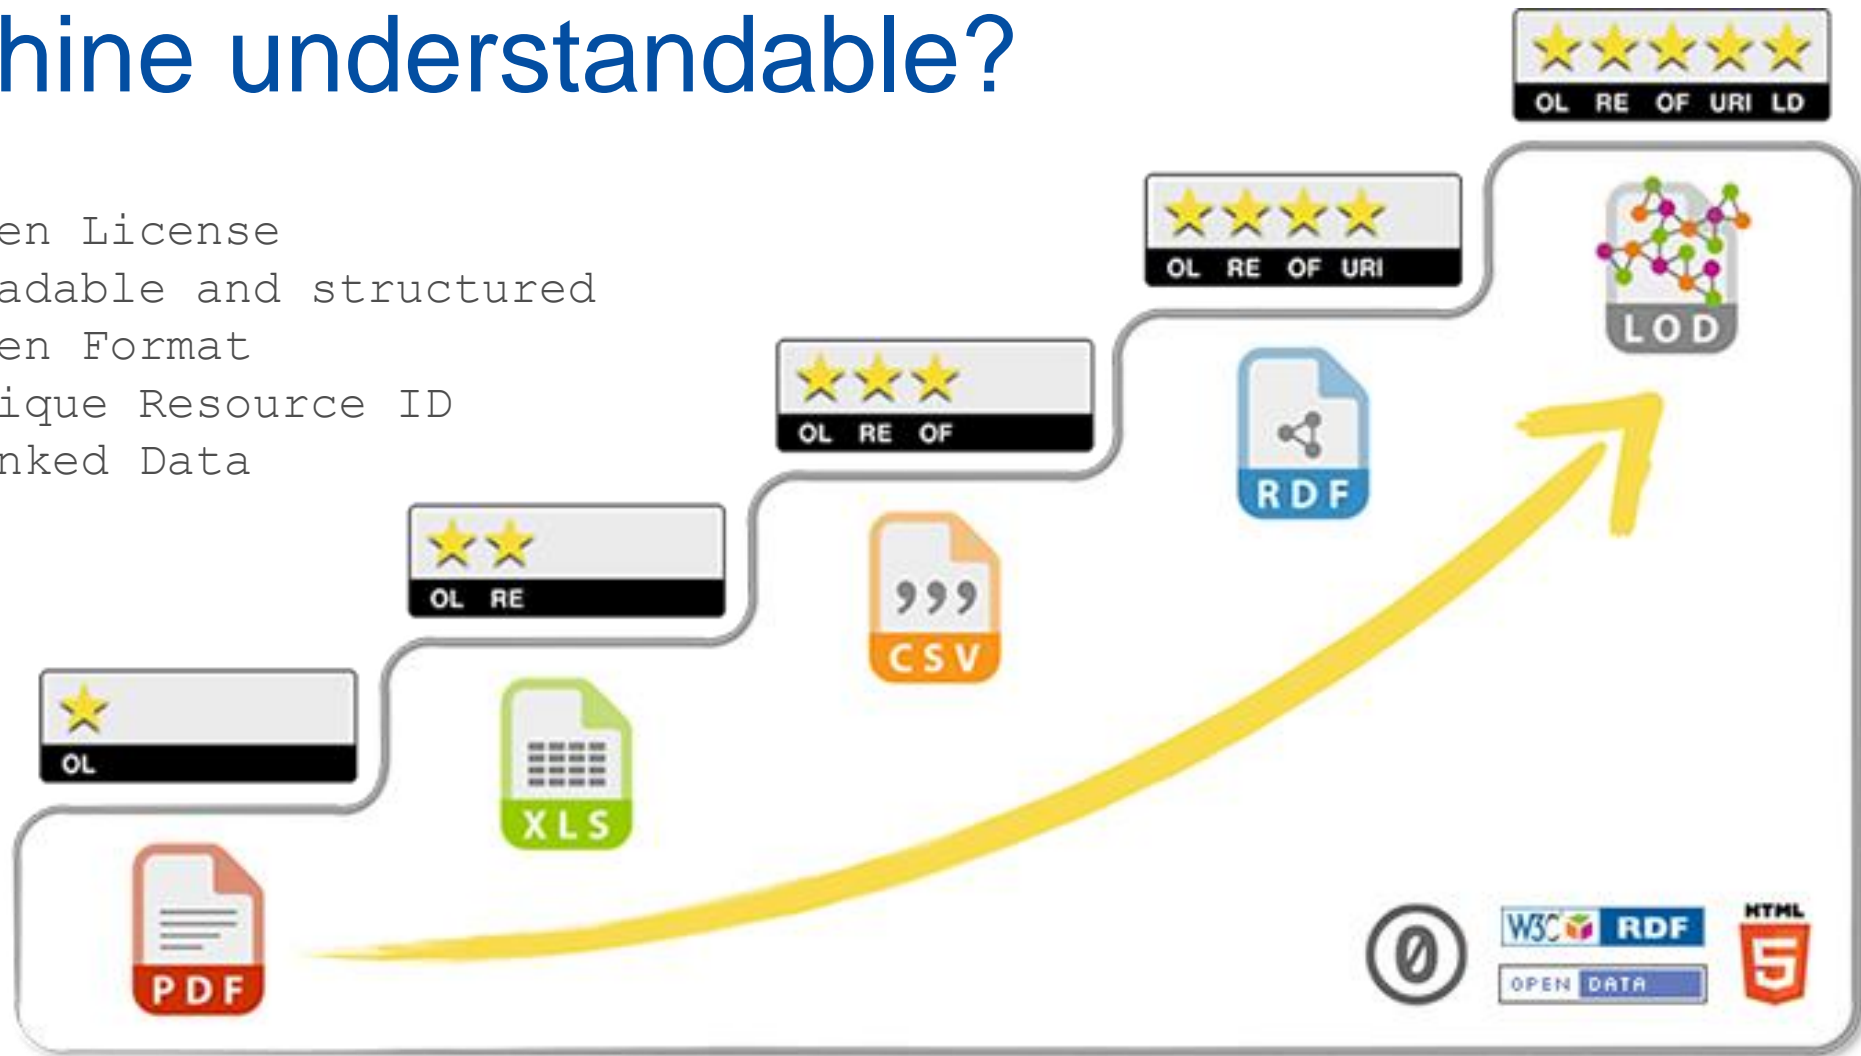 hine understandable?
en License
adable and structured
en Format
ique Resource ID
nked Data
OL RE OF URI LD
LOD
OL RE OF URI
RDF
OL RE OF
CSV
OL RE
XLS
OL
PDF
0
W3C RDF
OPEN DATA
HTML
5